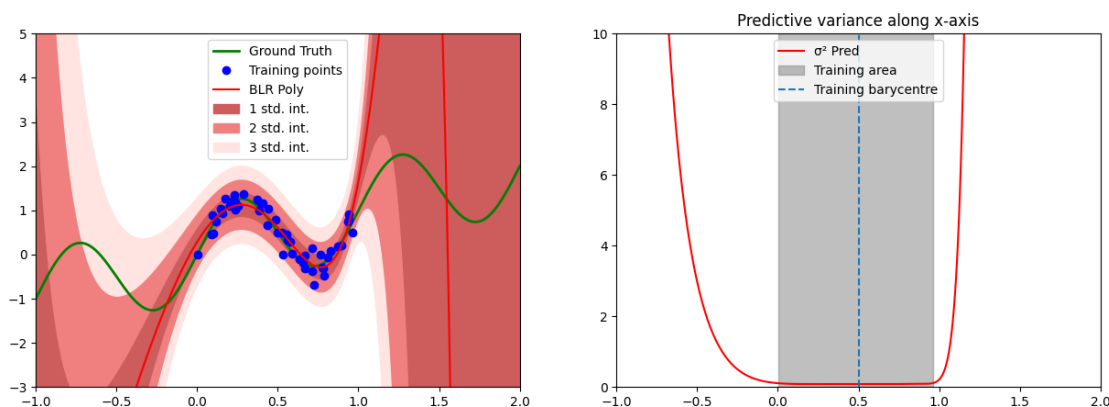 5
4
3
2
1
0
−1
−2
−3
−1.0
−0.5
0.0
0.5
1.0
1.5
2.0
Ground Truth
Training points
BLR Poly
1 std. int.
2 std. int.
3 std. int.
Predictive variance along x-axis
10
8
6
4
2
0
−1.0
−0.5
0.0
0.5
1.0
1.5
2.0
σ² Pred
Training area
Training barycentre